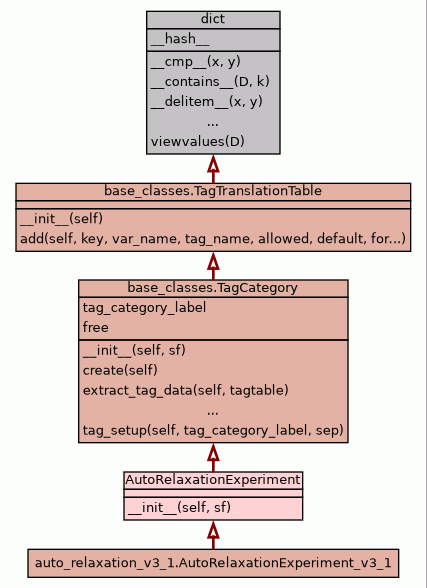 dict
__hash__
__cmp__(x, y)
__contains__(D, k)
__delitem__(x, y)
...
viewvalues(D)
base_classes.TagTranslationTable
__init__(self)
add(self, key, var_name, tag_name, allowed, default, for...)
base_classes.TagCategory
tag_category_label
free
__init__(self, sf)
create(self)
extract_tag_data(self, tagtable)
...
tag_setup(self, tag_category_label, sep)
AutoRelaxationExperiment
__init__(self, sf)
auto_relaxation_v3_1.AutoRelaxationExperiment_v3_1